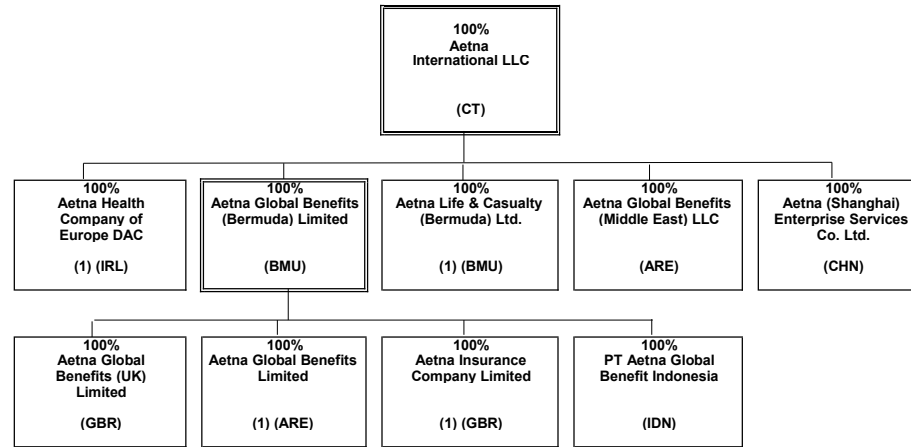 100%
Aetna
International LLC
(CT)
100%
Aetna Health
Company of
Europe DAC
(1) (IRL)
100%
Aetna Global Benefits
(Bermuda) Limited
(BMU)
100%
Aetna Life & Casualty
(Bermuda) Ltd.
(1) (BMU)
100%
Aetna Global Benefits
(Middle East) LLC
(ARE)
100%
Aetna (Shanghai)
Enterprise Services
Co. Ltd.
(CHN)
100%
Aetna Global
Benefits (UK)
Limited
(GBR)
100%
Aetna Global Benefits
Limited
(1) (ARE)
100%
Aetna Insurance
Company Limited
(1) (GBR)
100%
PT Aetna Global
Benefit Indonesia
(IDN)